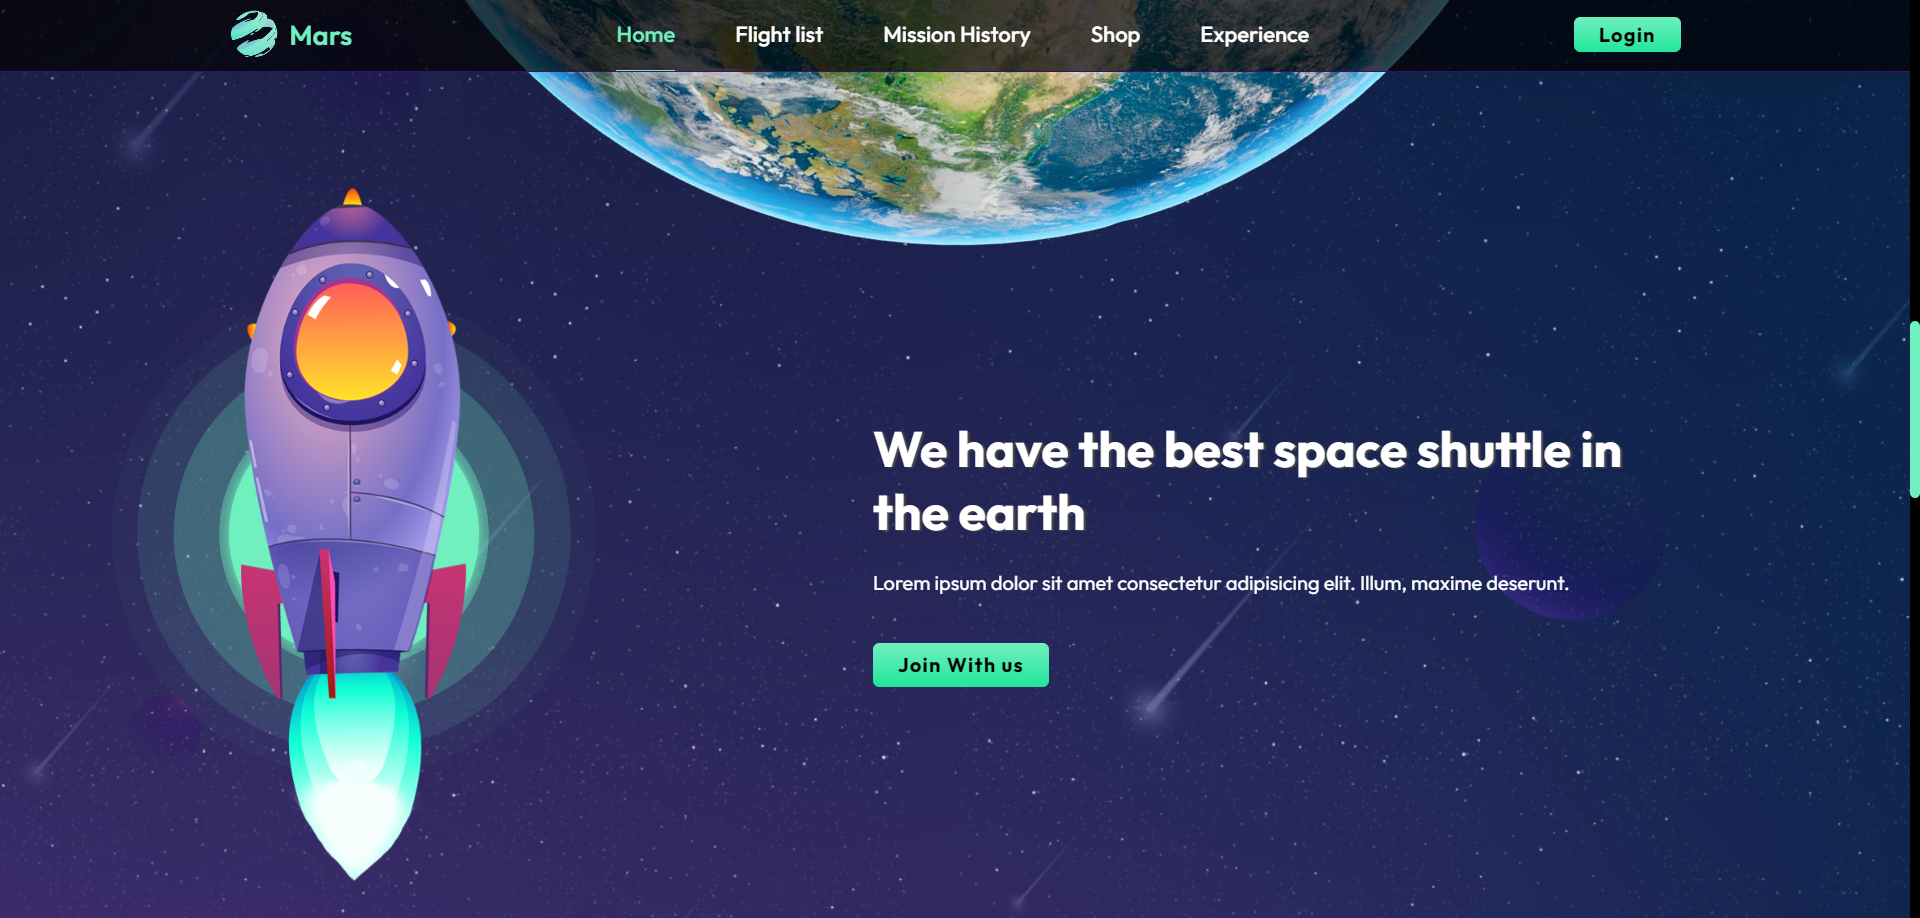 Mars
Home
Flight list
Mission History
Shop
Experience
Login
We have the best space shuttle in
the earth
Lorem ipsum dolor sit amet consectetur adipisicing elit. Illum, maxime deserunt.
Join With us